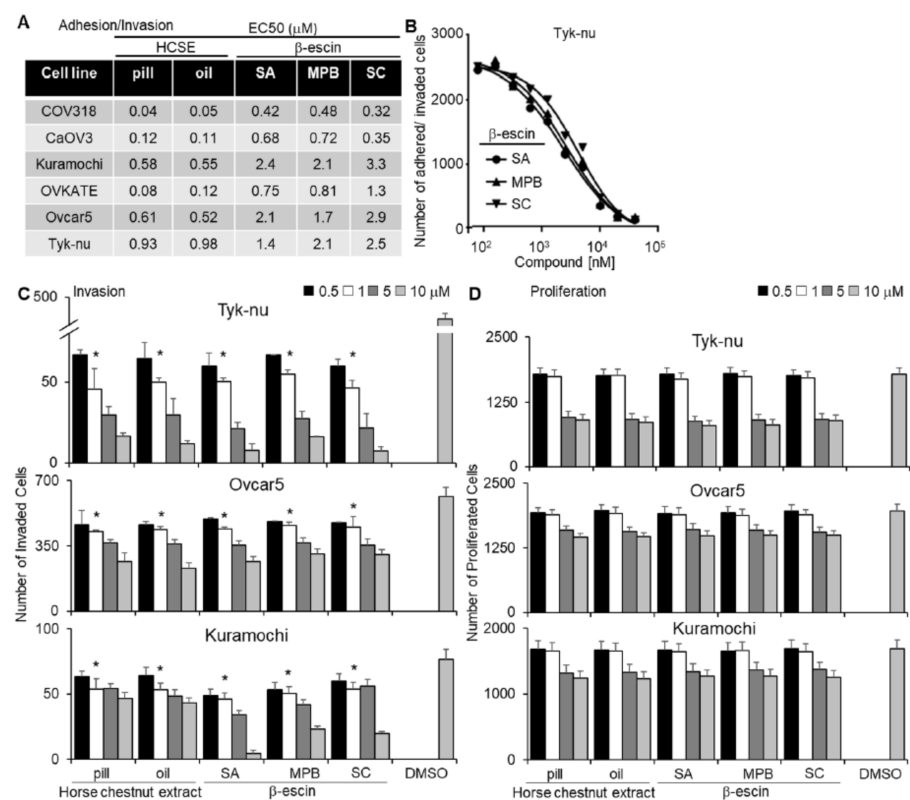 A
Adhesion/Invasion EC50 (μM)
HCSE β-escin
Cell line pill oil SA MPB SC
COV318 0.04 0.05 0.42 0.48 0.32
CaOV3 0.12 0.11 0.68 0.72 0.35
Kuramochi 0.58 0.55 2.4 2.1 3.3
OVKATE 0.08 0.12 0.75 0.81 1.3
Ovcar5 0.61 0.52 2.1 1.7 2.9
Tyk-nu 0.93 0.98 1.4 2.1 2.5
B
Tyk-nu
Number of adhered/ invaded cells
3000
2000
1000
0
β-escin
SA
MPB
SC
10² 10³ 10⁴ 10⁵
Compound [nM]
C Invasion 0.5 1 5 10 μM
Number of Invaded Cells
Tyk-nu
500
50
0
* * * * *
Ovcar5
700
350
0
* * * * *
Kuramochi
100
50
0
* * * * *
pill oil SA MPB SC DMSO
Horse chestnut extract β-escin
D Proliferation 0.5 1 5 10 μM
Number of Proliferated Cells
Tyk-nu
2500
1250
0
Ovcar5
2500
1250
0
Kuramochi
2000
1000
0
pill oil SA MPB SC DMSO
Horse chestnut extract β-escin